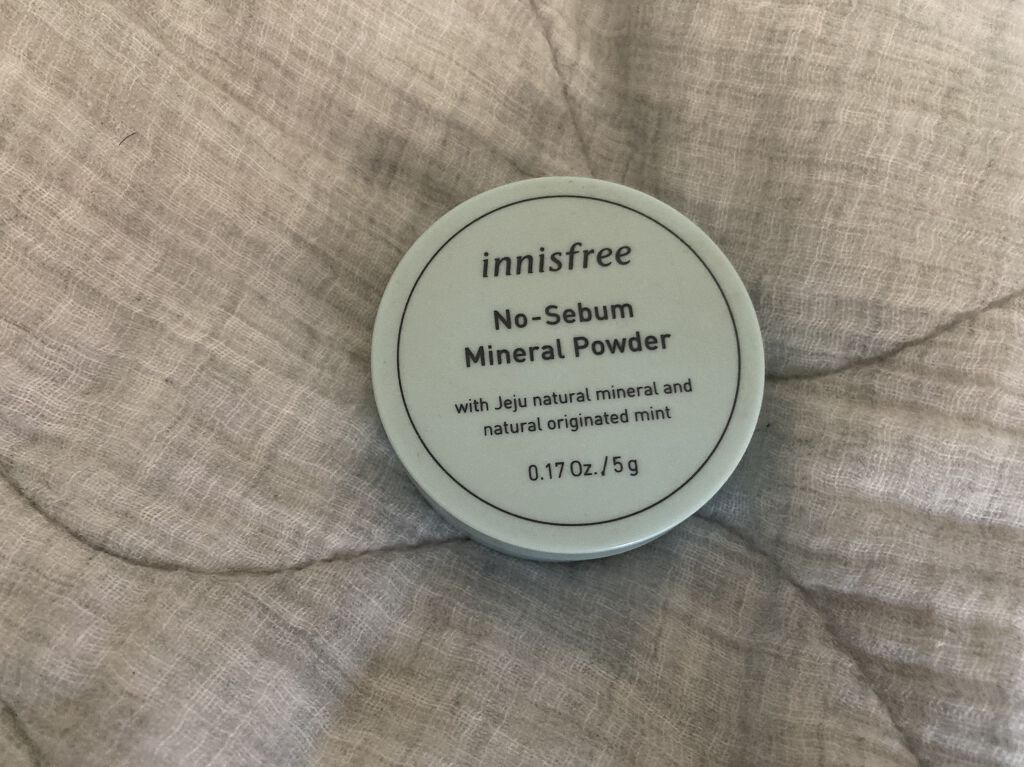 innisfree
No-Sebum
Mineral Powder
with Jeju natural mineral and
natural originated mint
0.17 Oz./5 g